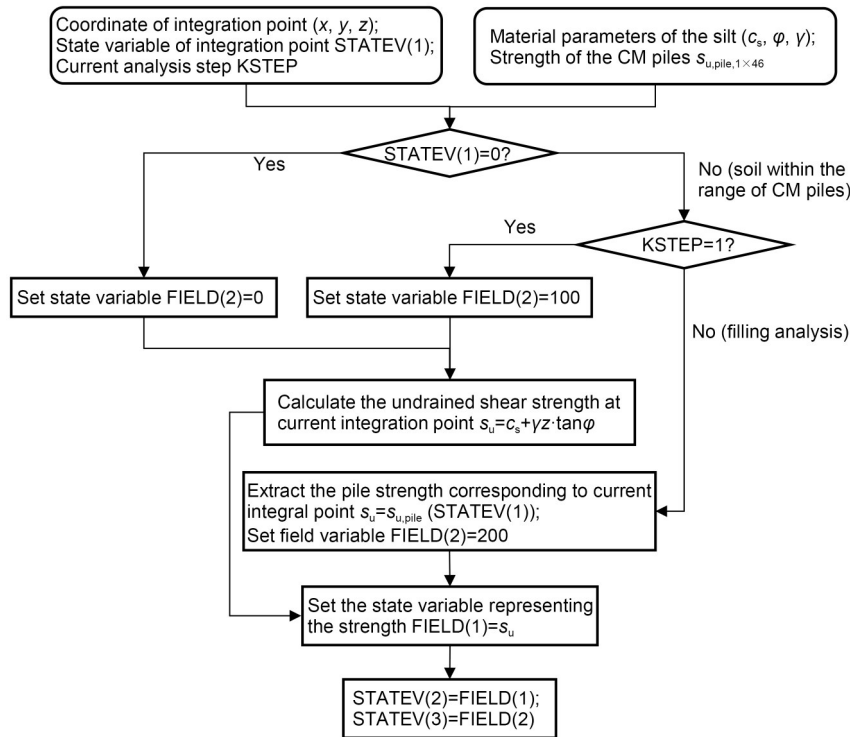 Coordinate of integration point (x, y, z);
State variable of integration point STATEV(1);
Current analysis step KSTEP
Material parameters of the silt (cₛ, φ, γ);
Strength of the CM piles s_u,pile,1×46
STATEV(1)=0?
Yes
No (soil within the
range of CM piles)
Yes
KSTEP=1?
Set state variable FIELD(2)=0
Set state variable FIELD(2)=100
No (filling analysis)
Calculate the undrained shear strength at
current integration point s_u=cₛ+γz·tanφ
Extract the pile strength corresponding to current
integral point s_u=s_u,pile (STATEV(1));
Set field variable FIELD(2)=200
Set the state variable representing
the strength FIELD(1)=s_u
STATEV(2)=FIELD(1);
STATEV(3)=FIELD(2)